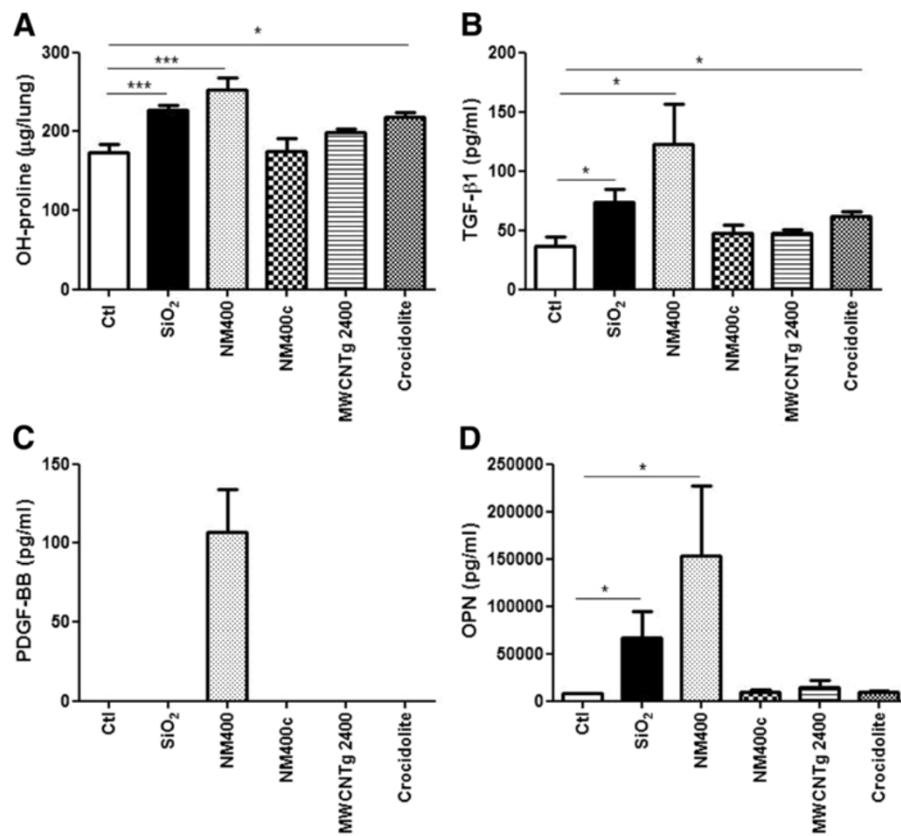 A
*
***
***
OH-proline (µg/lung)
300
200
100
0
Ctl
SiO₂
NM400
NM400c
MWCNTg 2400
Crocidolite
B
*
*
*
TGF-β1 (pg/ml)
200
150
100
50
0
Ctl
SiO₂
NM400
NM400c
MWCNTg 2400
Crocidolite
C
PDGF-BB (pg/ml)
150
100
50
0
Ctl
SiO₂
NM400
NM400c
MWCNTg 2400
Crocidolite
D
*
*
OPN (pg/ml)
250000
200000
150000
100000
50000
0
Ctl
SiO₂
NM400
NM400c
MWCNTg 2400
Crocidolite